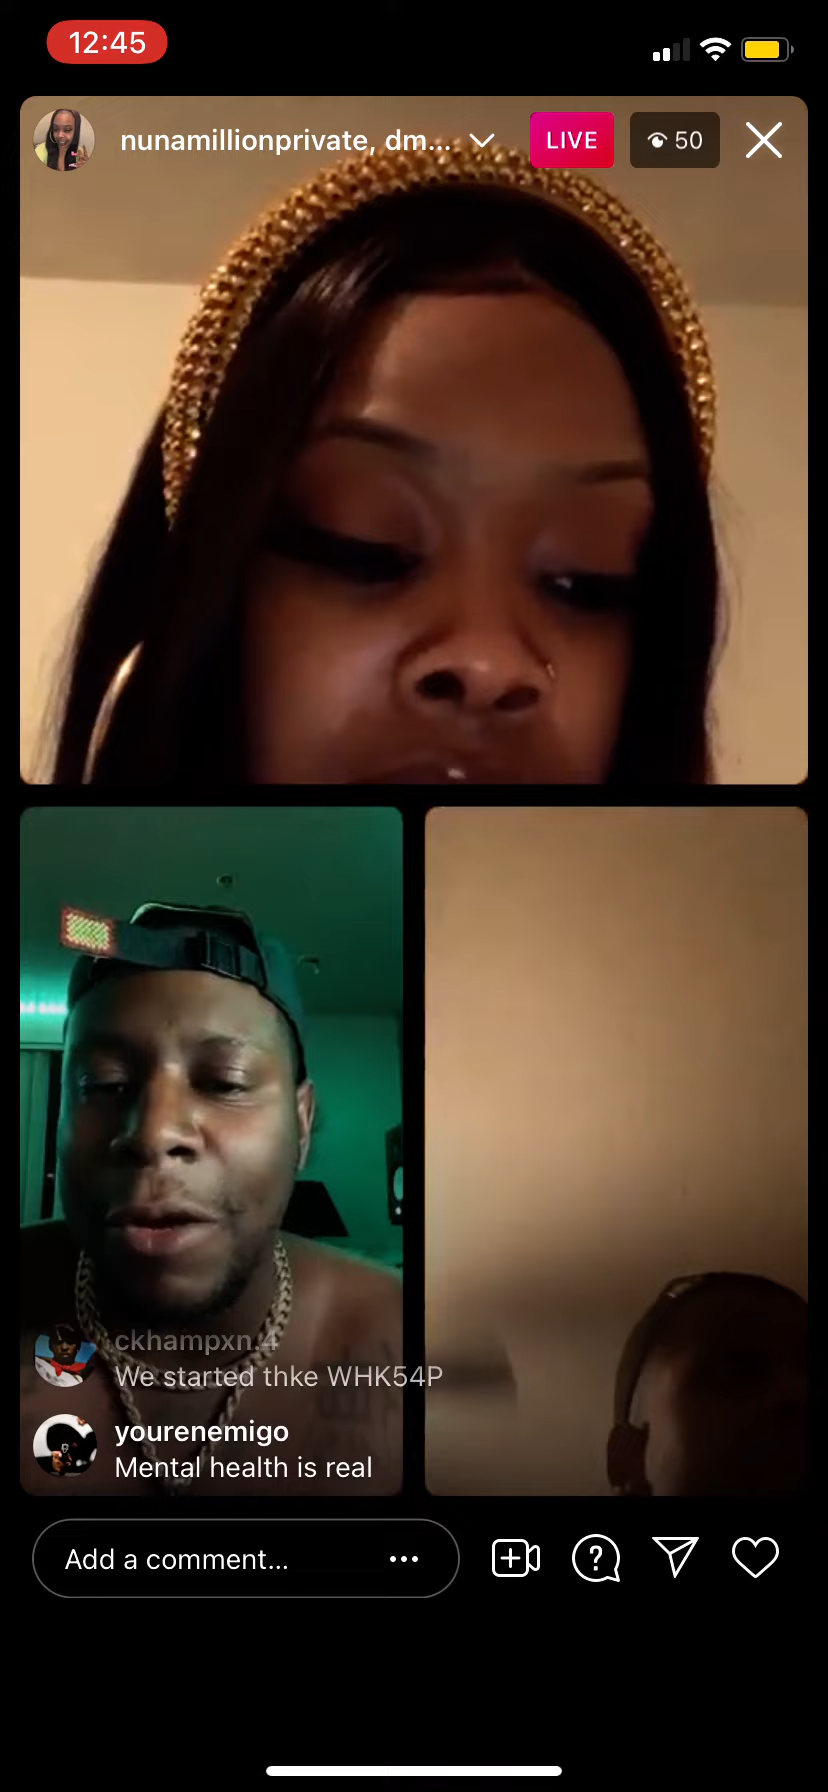 12:45
nunamillionprivate, dm...
LIVE
50
ckhampxn.4
We started thke WHK54P
yourenemigo
Mental health is real
Add a comment...